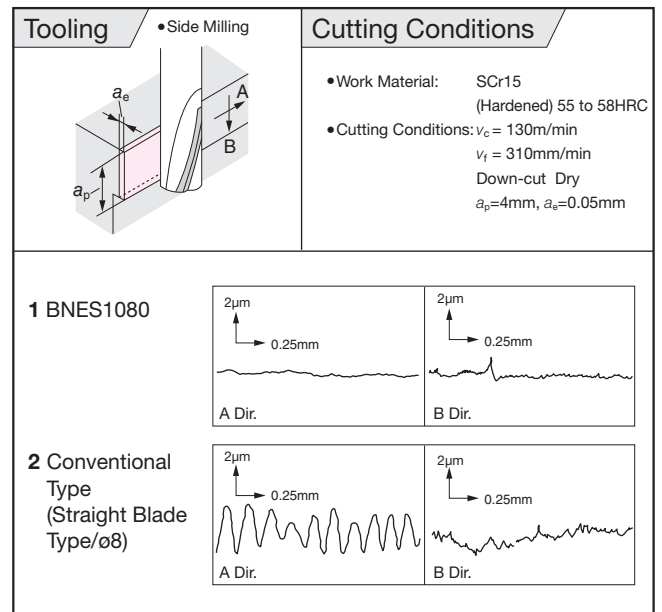 Tooling
●Side Milling
ae
A
B
ap
Cutting Conditions
●Work Material: SCr15
(Hardened) 55 to 58HRC
●Cutting Conditions: vc = 130m/min
vf = 310mm/min
Down-cut Dry
ap=4mm, ae=0.05mm
1 BNES1080
2μm
0.25mm
A Dir.
2μm
0.25mm
B Dir.
2 Conventional
Type
(Straight Blade
Type/ø8)
2μm
0.25mm
A Dir.
2μm
0.25mm
B Dir.